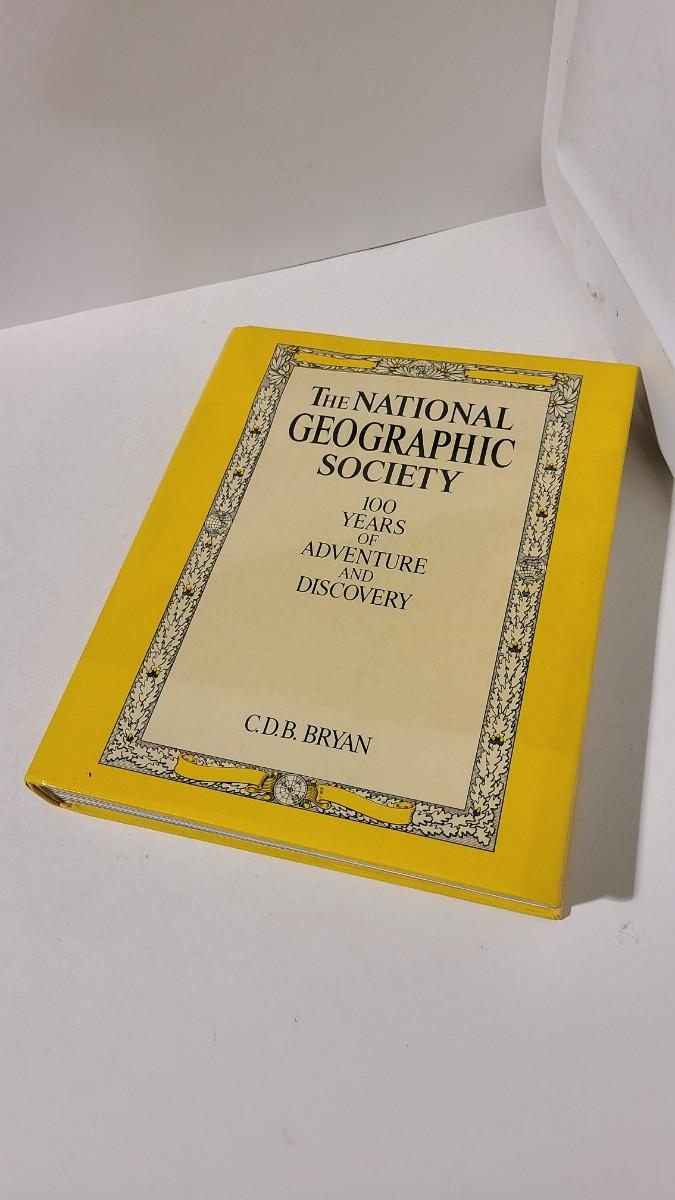 THE NATIONAL
GEOGRAPHIC
SOCIETY
100
YEARS
OF
ADVENTURE
AND
DISCOVERY
C.D.B. BRYAN